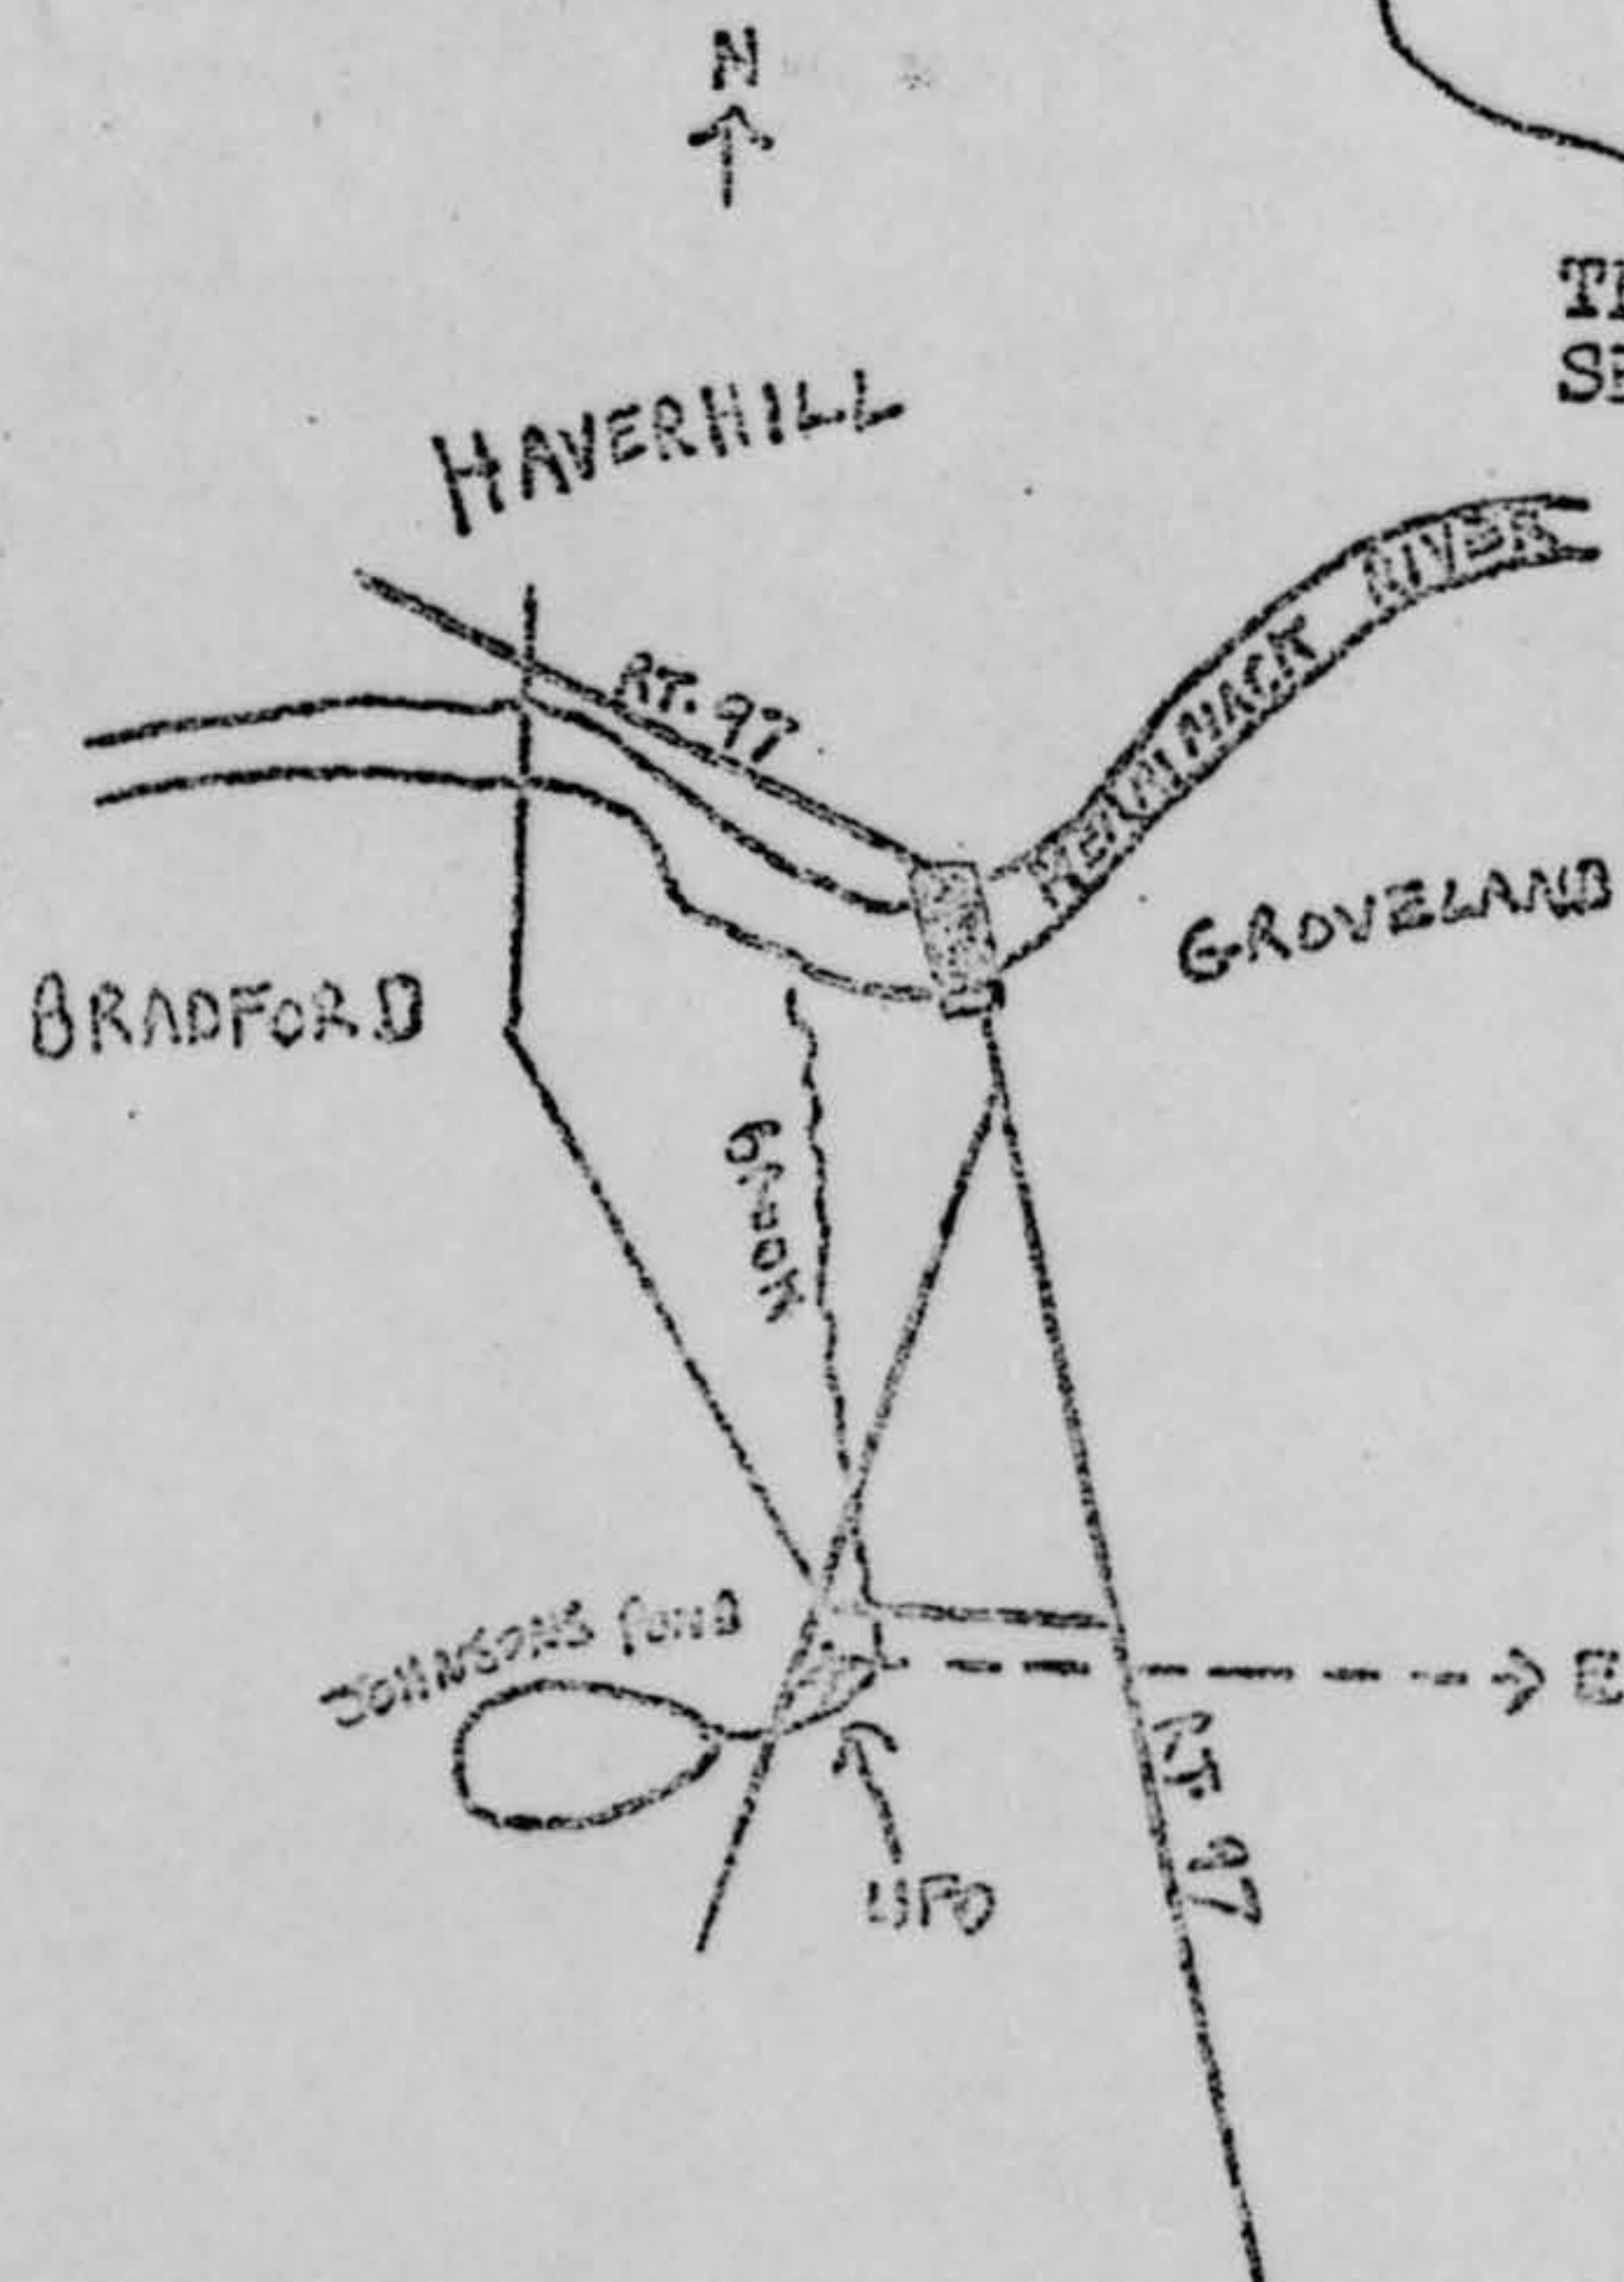 N
HAVERHILL
RT. 97
MERRIMACK RIVER
GROVELAND
BRADFORD
BROOK
JOHNSONS POND
E
RT. 97
UFO